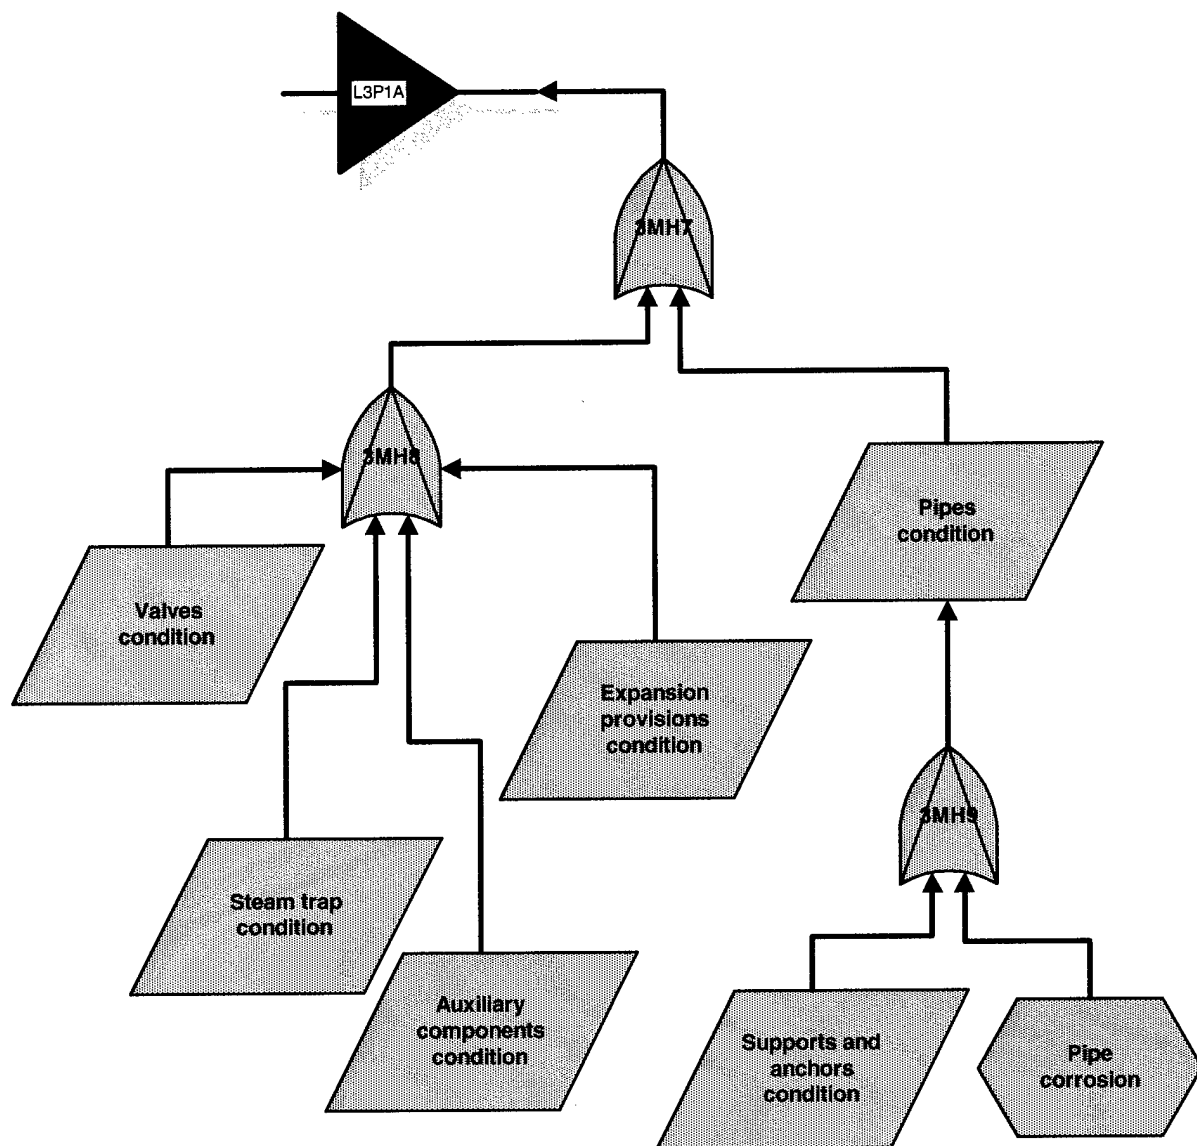 L3P1A
3MH7
3MH8
Pipes
condition
Valves
condition
Expansion
provisions
condition
3MH9
Steam trap
condition
Auxiliary
components
condition
Supports and
anchors
condition
Pipe
corrosion